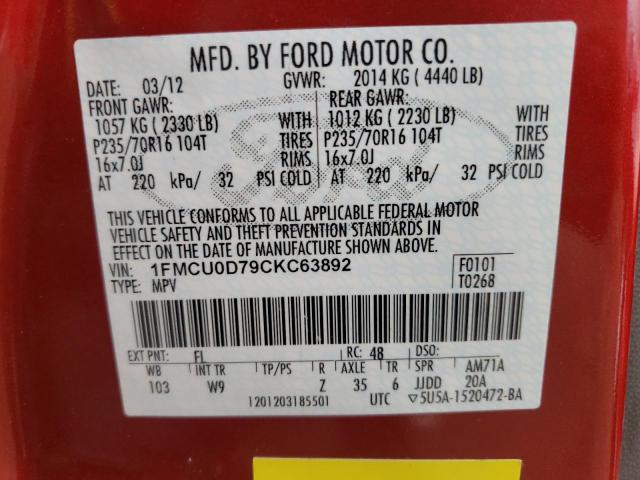 MFD. BY FORD MOTOR CO.
DATE: 03/12 GVWR: 2014 KG ( 4440 LB)
FRONT GAWR: REAR GAWR:
1057 KG ( 2330 LB) WITH 1012 KG ( 2230 LB) WITH
P235/70R16 104T TIRES P235/70R16 104T TIRES
16x7.0J RIMS 16x7.0J RIMS
AT 220 kPa/ 32 PSI COLD AT 220 kPa/ 32 PSI COLD
Ford
THIS VEHICLE CONFORMS TO ALL APPLICABLE FEDERAL MOTOR
VEHICLE SAFETY AND THEFT PREVENTION STANDARDS IN
EFFECT ON THE DATE OF MANUFACTURE SHOWN ABOVE.
VIN: 1FMCU0D79CKC63892 F0101
TYPE: MPV T0268
EXT PNT: FL RC: 48 DSO:
WB INT TR TP/PS R AXLE TR SPR AM71A
103 W9 Z 35 6 JJDD 20A
1201203185501 UTC ▽5U5A-1520472-BA